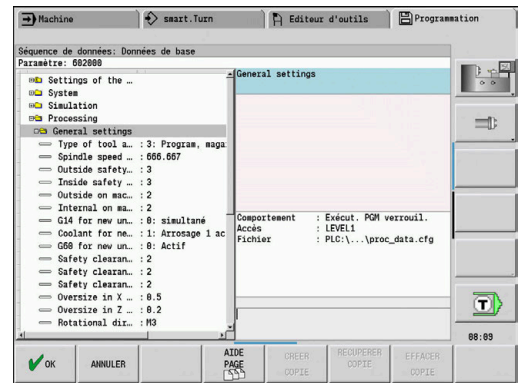 Machine
smart.Turn
Editeur d'outils
Programmation
Séquence de données: Données de base
Paramètre: 602000
Settings of the …
System
Simulation
Processing
General settings
Type of tool a… : 3: Program, maga
Spindle speed … : 666.667
Outside safety… : 3
Inside safety … : 3
Outside on mac… : 2
Internal on ma… : 2
G14 for new un… : 0: simultané
Coolant for ne… : 1: Arrosage 1 ac
G60 for new un… : 0: Actif
Safety clearan… : 2
Safety clearan… : 2
Safety clearan… : 2
Oversize in X … : 0.5
Oversize in Z … : 0.2
Rotational dir… : M3
General settings
Comportement : Exécut. PGM verrouil.
Accès : LEVEL1
Fichier : PLC:\...\proc_data.cfg
T
08:09
OK
ANNULER
AIDE
PAGE
CREER
COPIE
RECUPERER
COPIE
EFFACER
COPIE